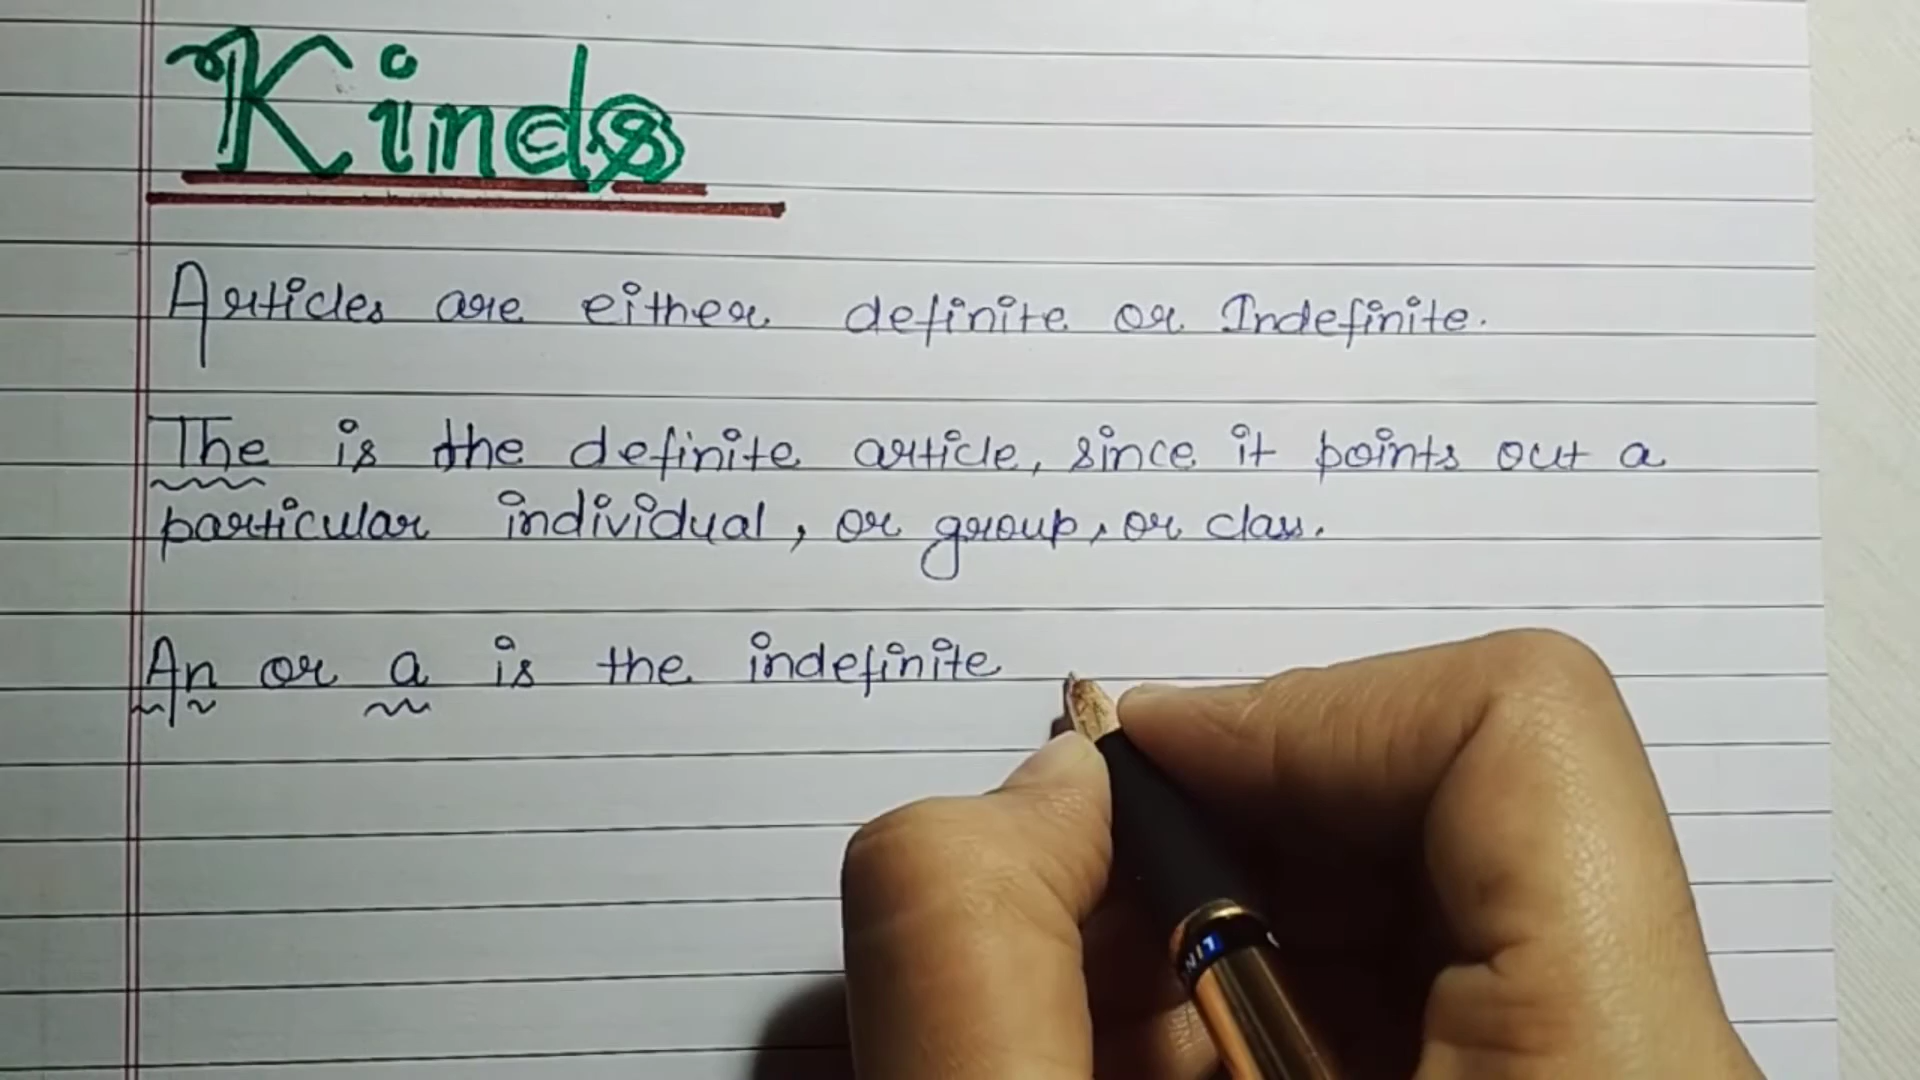 Kinds
Articles are either definite or Indefinite.
The is the definite article, since it points out a
particular individual, or group, or class.
An or a is the indefinite